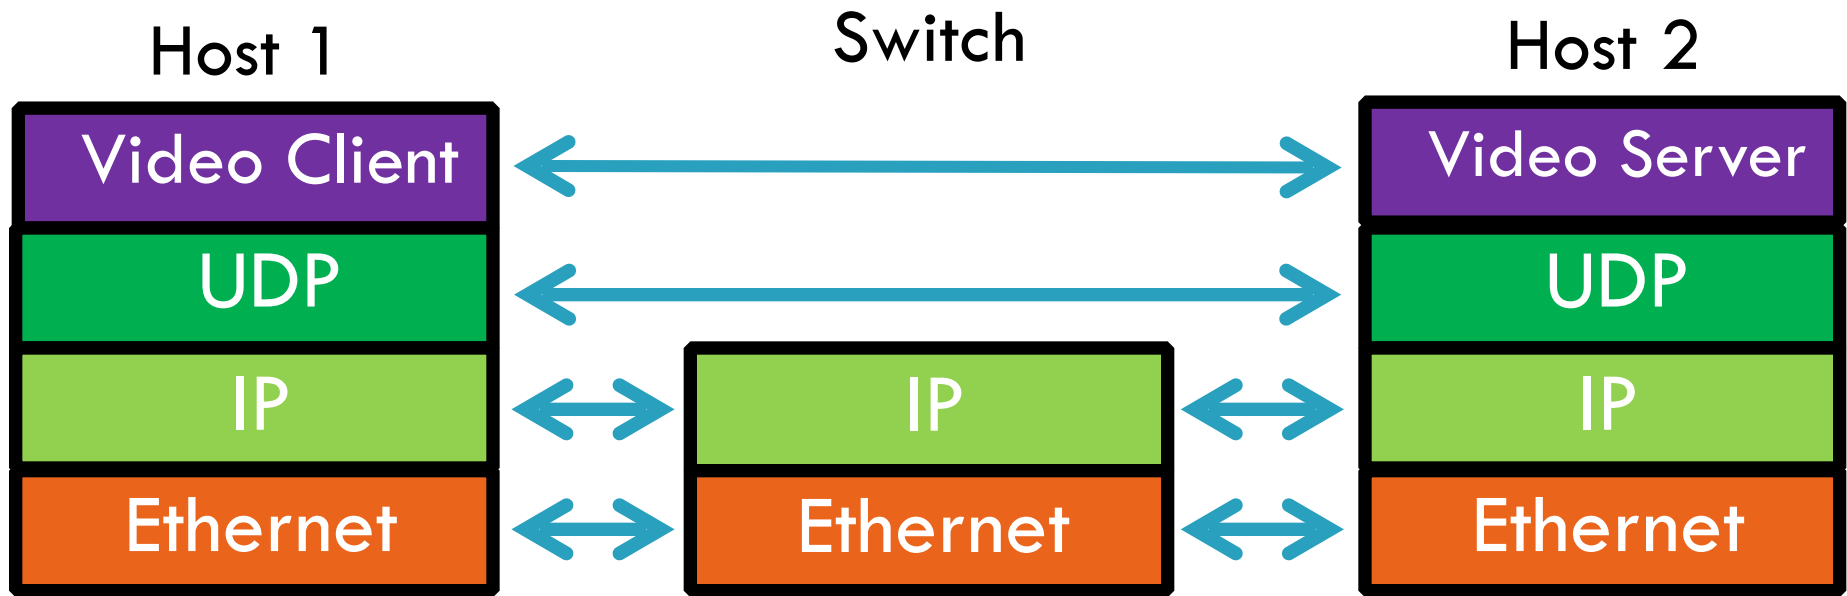 Host 1
Switch
Host 2
Video Client
Video Server
UDP
UDP
IP
IP
IP
Ethernet
Ethernet
Ethernet